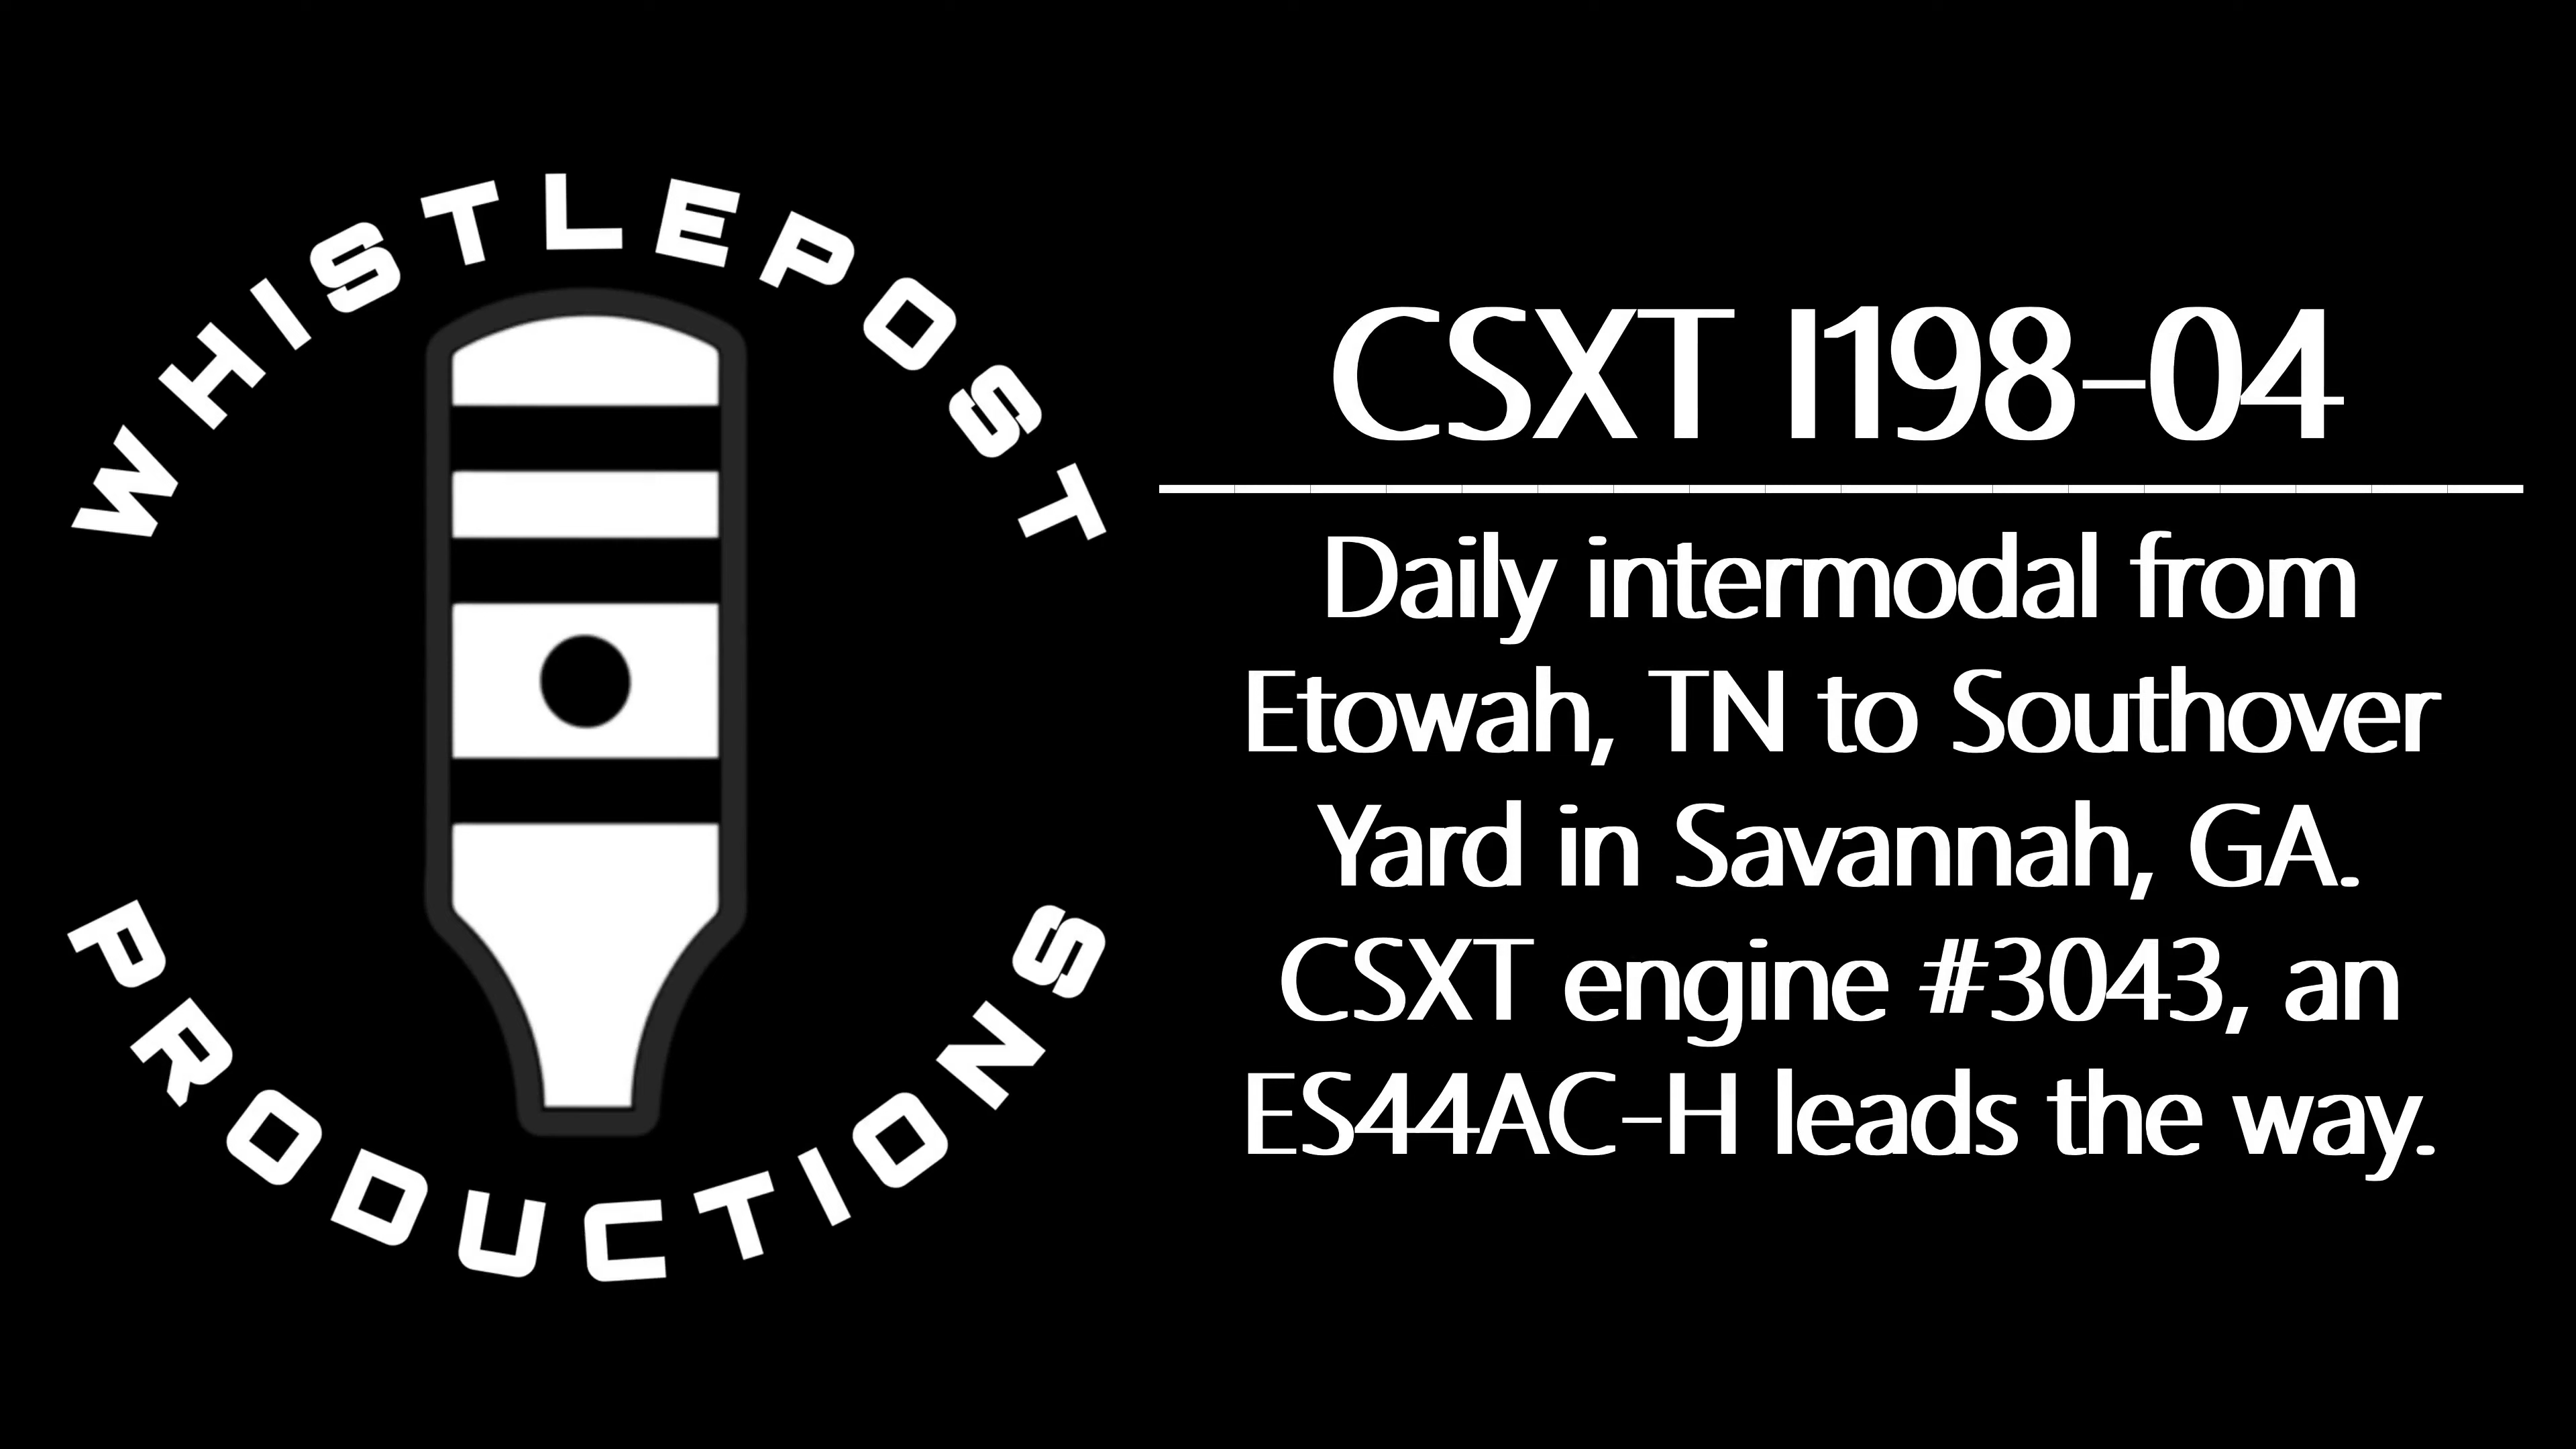 WHISTLEPOST
PRODUCTIONS
CSXT I198-04
Daily intermodal from
Etowah, TN to Southover
Yard in Savannah, GA.
CSXT engine #3043, an
ES44AC-H leads the way.